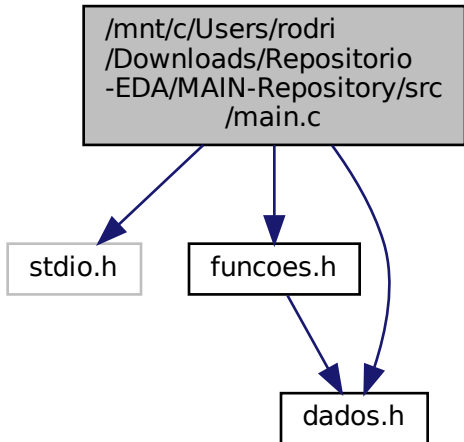 /mnt/c/Users/rodri
/Downloads/Repositorio
-EDA/MAIN-Repository/src
/main.c
stdio.h
funcoes.h
dados.h